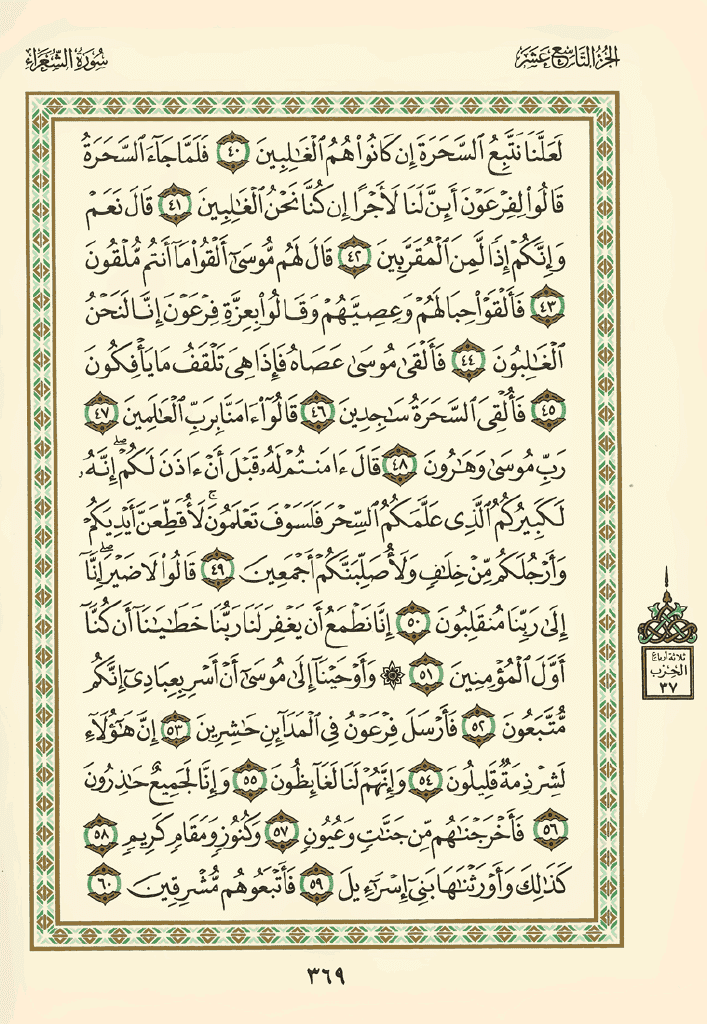 الجزء التاسع عشر
سورة الشعراء
لَعَلَّنَا نَتَّبِعُ ٱلسَّحَرَةَ إِن كَانُوا۟ هُمُ ٱلْغَٰلِبِينَ ٤٠ فَلَمَّا جَآءَ ٱلسَّحَرَةُ
قَالُوا۟ لِفِرْعَوْنَ أَئِنَّ لَنَا لَأَجْرًا إِن كُنَّا نَحْنُ ٱلْغَٰلِبِينَ ٤١ قَالَ نَعَمْ
وَإِنَّكُمْ إِذًا لَّمِنَ ٱلْمُقَرَّبِينَ ٤٢ قَالَ لَهُم مُّوسَىٰٓ أَلْقُوا۟ مَآ أَنتُم مُّلْقُونَ
٤٣ فَأَلْقَوْا۟ حِبَالَهُمْ وَعِصِيَّهُمْ وَقَالُوا۟ بِعِزَّةِ فِرْعَوْنَ إِنَّا لَنَحْنُ
ٱلْغَٰلِبُونَ ٤٤ فَأَلْقَىٰ مُوسَىٰ عَصَاهُ فَإِذَا هِىَ تَلْقَفُ مَا يَأْفِكُونَ
٤٥ فَأُلْقِىَ ٱلسَّحَرَةُ سَٰجِدِينَ ٤٦ قَالُوٓا۟ ءَامَنَّا بِرَبِّ ٱلْعَٰلَمِينَ ٤٧
رَبِّ مُوسَىٰ وَهَٰرُونَ ٤٨ قَالَ ءَامَنتُمْ لَهُۥ قَبْلَ أَنْ ءَاذَنَ لَكُمْ ۖ إِنَّهُۥ
لَكَبِيرُكُمُ ٱلَّذِى عَلَّمَكُمُ ٱلسِّحْرَ فَلَسَوْفَ تَعْلَمُونَ ۚ لَأُقَطِّعَنَّ أَيْدِيَكُمْ
وَأَرْجُلَكُم مِّنْ خِلَٰفٍ وَلَأُصَلِّبَنَّكُمْ أَجْمَعِينَ ٤٩ قَالُوا۟ لَا ضَيْرَ ۖ إِنَّآ
إِلَىٰ رَبِّنَا مُنقَلِبُونَ ٥٠ إِنَّا نَطْمَعُ أَن يَغْفِرَ لَنَا رَبُّنَا خَطَٰيَٰنَآ أَن كُنَّآ
أَوَّلَ ٱلْمُؤْمِنِينَ ٥١ ۞ وَأَوْحَيْنَآ إِلَىٰ مُوسَىٰٓ أَنْ أَسْرِ بِعِبَادِىٓ إِنَّكُم
مُّتَّبَعُونَ ٥٢ فَأَرْسَلَ فِرْعَوْنُ فِى ٱلْمَدَآئِنِ حَٰشِرِينَ ٥٣ إِنَّ هَٰٓؤُلَآءِ
لَشِرْذِمَةٌ قَلِيلُونَ ٥٤ وَإِنَّهُمْ لَنَا لَغَآئِظُونَ ٥٥ وَإِنَّا لَجَمِيعٌ حَٰذِرُونَ
٥٦ فَأَخْرَجْنَٰهُم مِّن جَنَّٰتٍ وَعُيُونٍ ٥٧ وَكُنُوزٍ وَمَقَامٍ كَرِيمٍ ٥٨
كَذَٰلِكَ وَأَوْرَثْنَٰهَا بَنِىٓ إِسْرَٰٓءِيلَ ٥٩ فَأَتْبَعُوهُم مُّشْرِقِينَ ٦٠
ثلاثة أرباع
الحزب
٣٧
٣٦٩